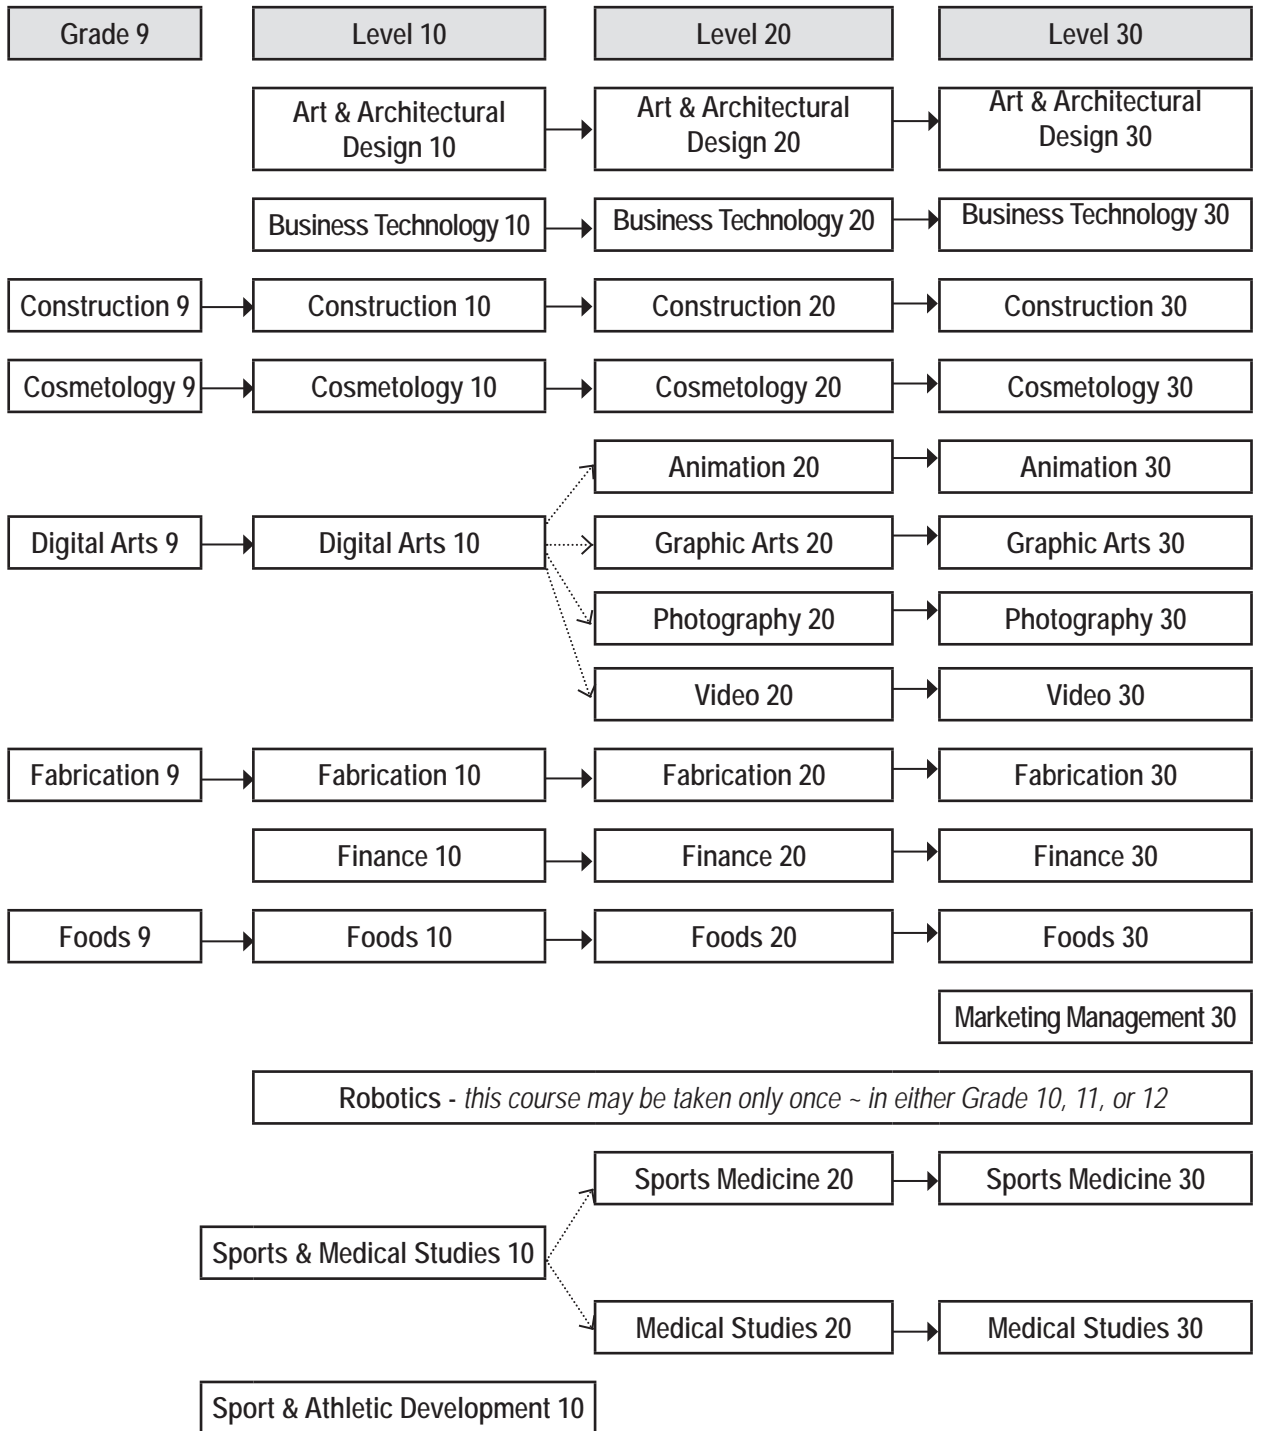 Grade 9
Level 10
Level 20
Level 30
Art & Architectural
Design 10
Art & Architectural
Design 20
Art & Architectural
Design 30
Business Technology 10
Business Technology 20
Business Technology 30
Construction 9
Construction 10
Construction 20
Construction 30
Cosmetology 9
Cosmetology 10
Cosmetology 20
Cosmetology 30
Animation 20
Animation 30
Digital Arts 9
Digital Arts 10
Graphic Arts 20
Graphic Arts 30
Photography 20
Photography 30
Video 20
Video 30
Fabrication 9
Fabrication 10
Fabrication 20
Fabrication 30
Finance 10
Finance 20
Finance 30
Foods 9
Foods 10
Foods 20
Foods 30
Marketing Management 30
Robotics - this course may be taken only once ~ in either Grade 10, 11, or 12
Sports Medicine 20
Sports Medicine 30
Sports & Medical Studies 10
Medical Studies 20
Medical Studies 30
Sport & Athletic Development 10